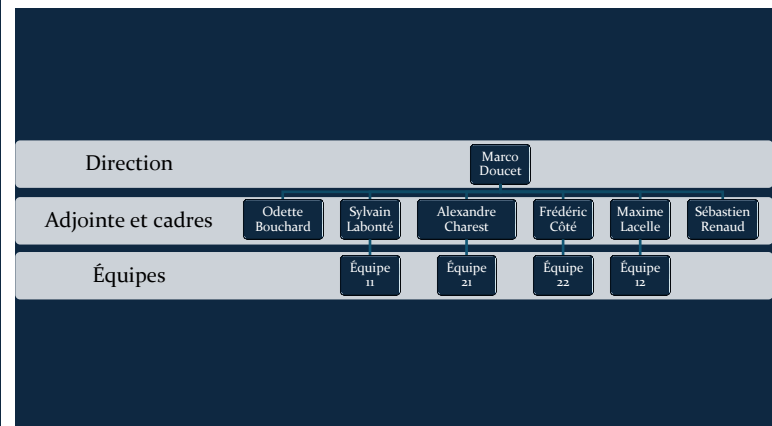 Direction
Marco
Doucet
Adjointe et cadres
Odette
Bouchard
Sylvain
Labonté
Alexandre
Charest
Frédéric
Côté
Maxime
Lacelle
Sébastien
Renaud
Équipes
Équipe
11
Équipe
21
Équipe
22
Équipe
12